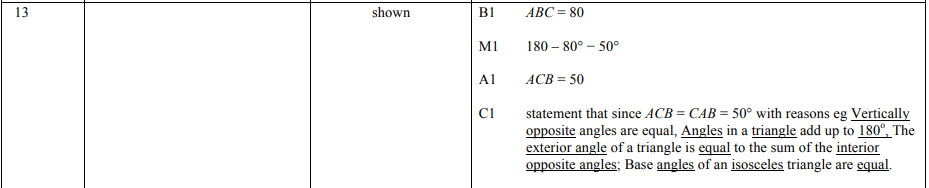 13 shown B1 ABC = 80
M1 180 – 80° – 50°
A1 ACB = 50
C1 statement that since ACB = CAB = 50° with reasons eg Vertically
opposite angles are equal, Angles in a triangle add up to 180°, The
exterior angle of a triangle is equal to the sum of the interior
opposite angles; Base angles of an isosceles triangle are equal.